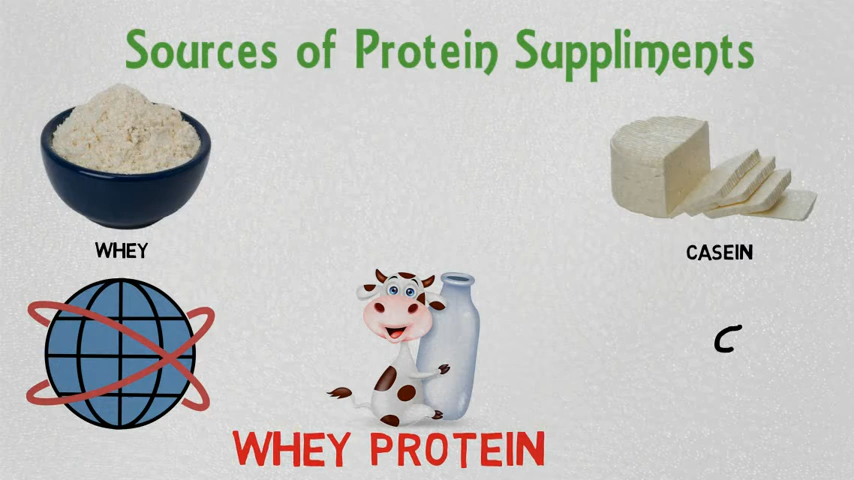 Sources of Protein Suppliments
WHEY
CASEIN
C
WHEY PROTEIN